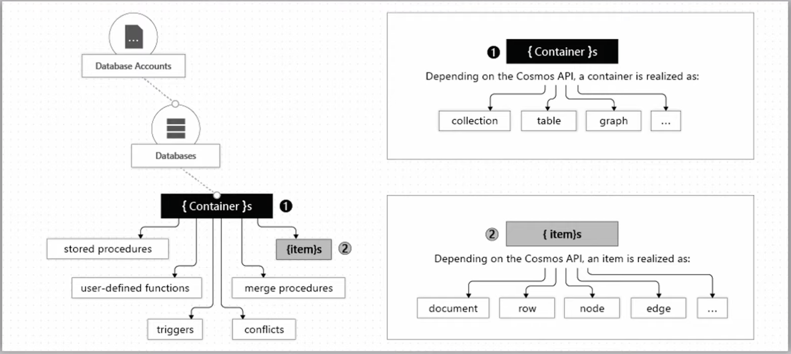 Database Accounts
Databases
{ Container }s ❶
stored procedures
{item}s ②
user-defined functions
merge procedures
triggers
conflicts
❶ { Container }s
Depending on the Cosmos API, a container is realized as:
collection
table
graph
...
② { item}s
Depending on the Cosmos API, an item is realized as:
document
row
node
edge
...